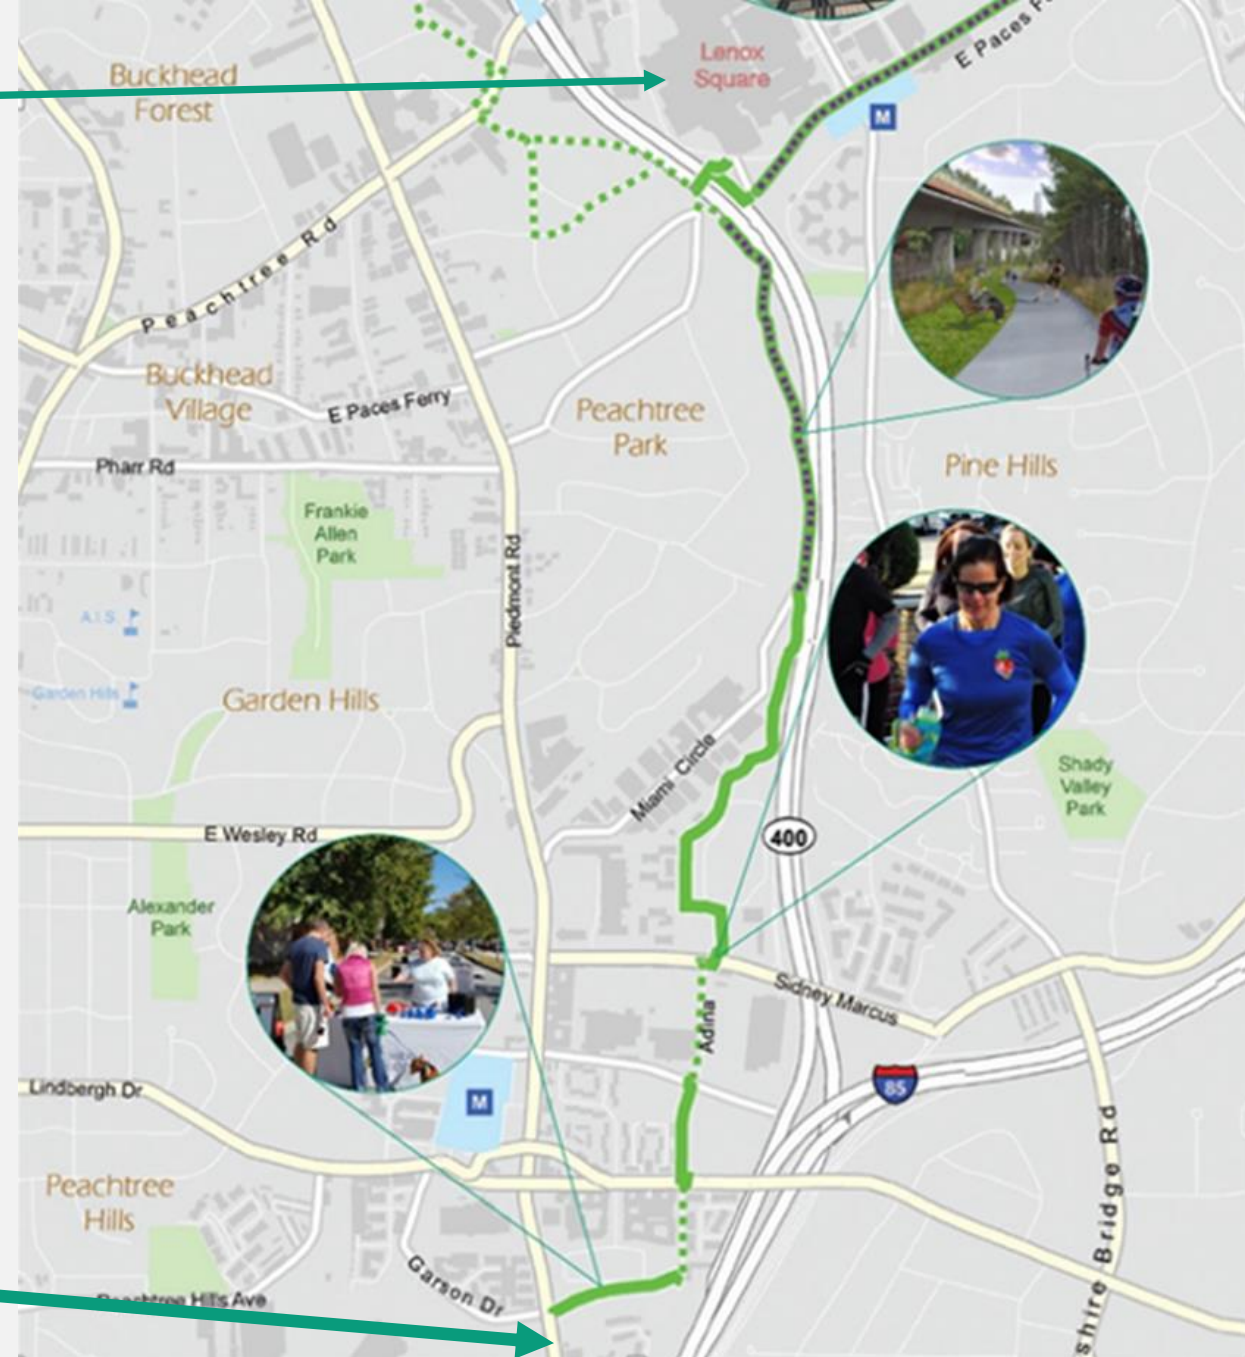 Lenox
Square
E Paces
M
Buckhead
Forest
Peachtree Rd
Buckhead
Village
E Paces Ferry
Peachtree
Park
Pharr Rd
Pine Hills
Frankie
Allen
Park
Piedmont Rd
A I S
Garden Hills
Garden Hills
Miami Circle
Shady
Valley
Park
400
E Wesley Rd
Alexander
Park
Sidney Marcus
Adina
Lindbergh Dr
M
85
Peachtree
Hills
shire Bridge Rd
Garson Dr
Peachtree Hills Ave